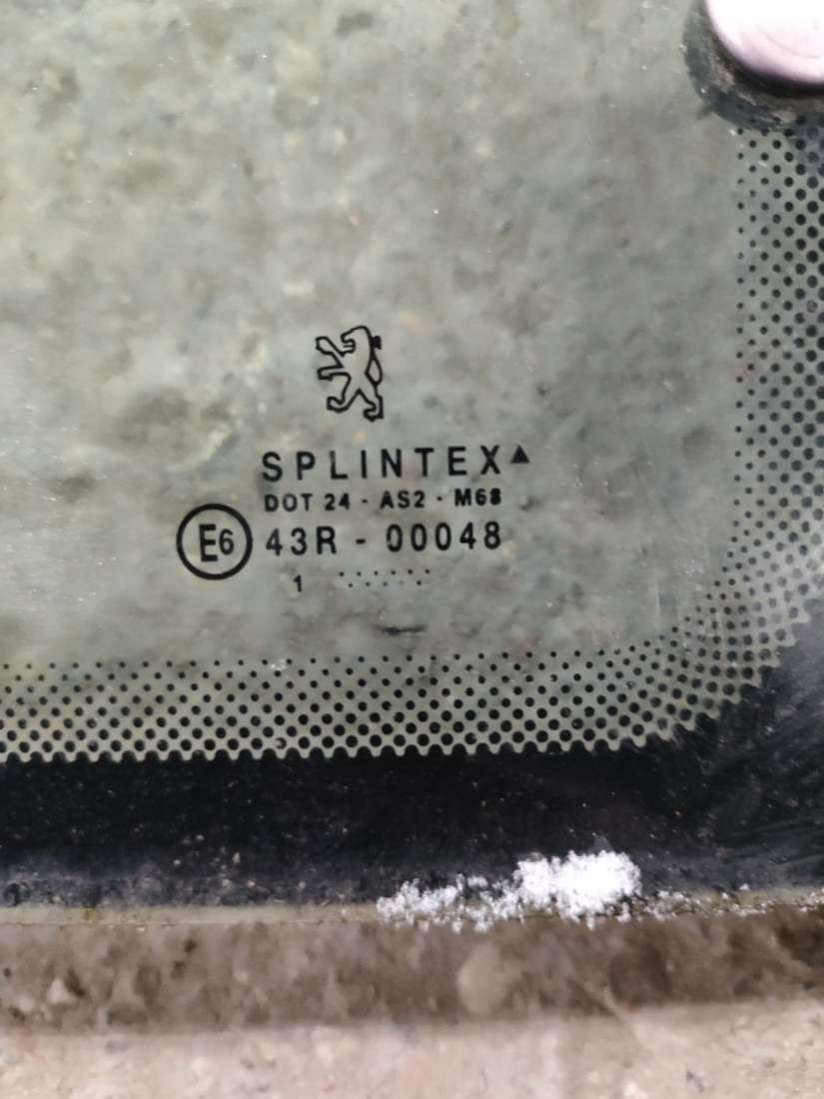 SPLINTEX▲
DOT 24 - AS2 - M68
E6 43R - 00048
1